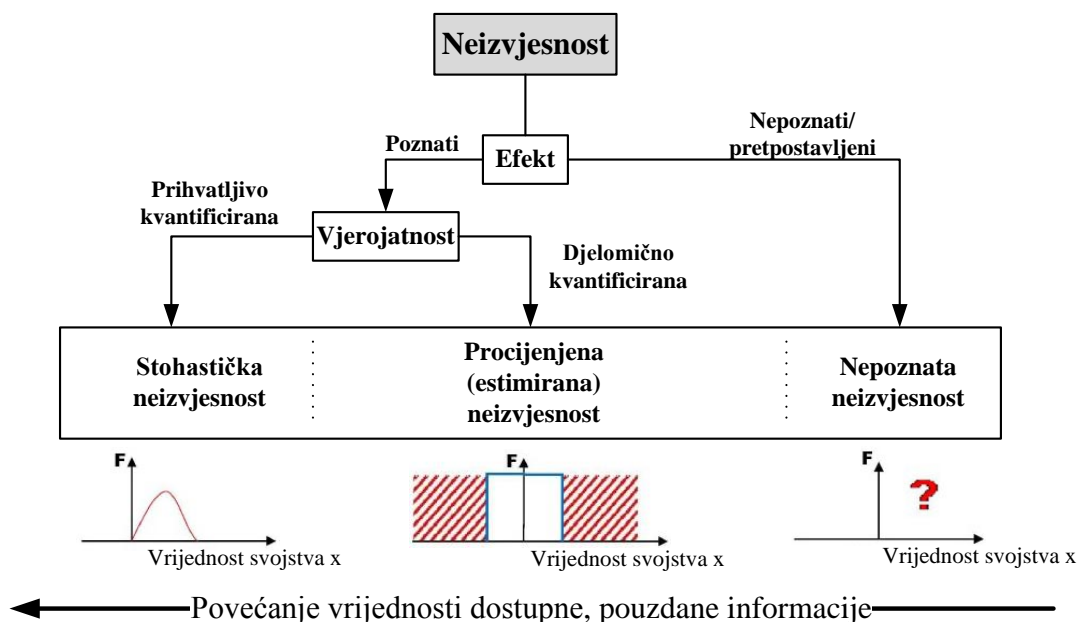 Neizvjesnost
Poznati
Efekt
Nepoznati/
pretpostavljeni
Prihvatljivo
kvantificirana
Vjerojatnost
Djelomično
kvantificirana
Stohastička
neizvjesnost
Procijenjena
(estimirana)
neizvjesnost
Nepoznata
neizvjesnost
F
Vrijednost svojstva x
F
Vrijednost svojstva x
F
?
Vrijednost svojstva x
Povećanje vrijednosti dostupne, pouzdane informacije